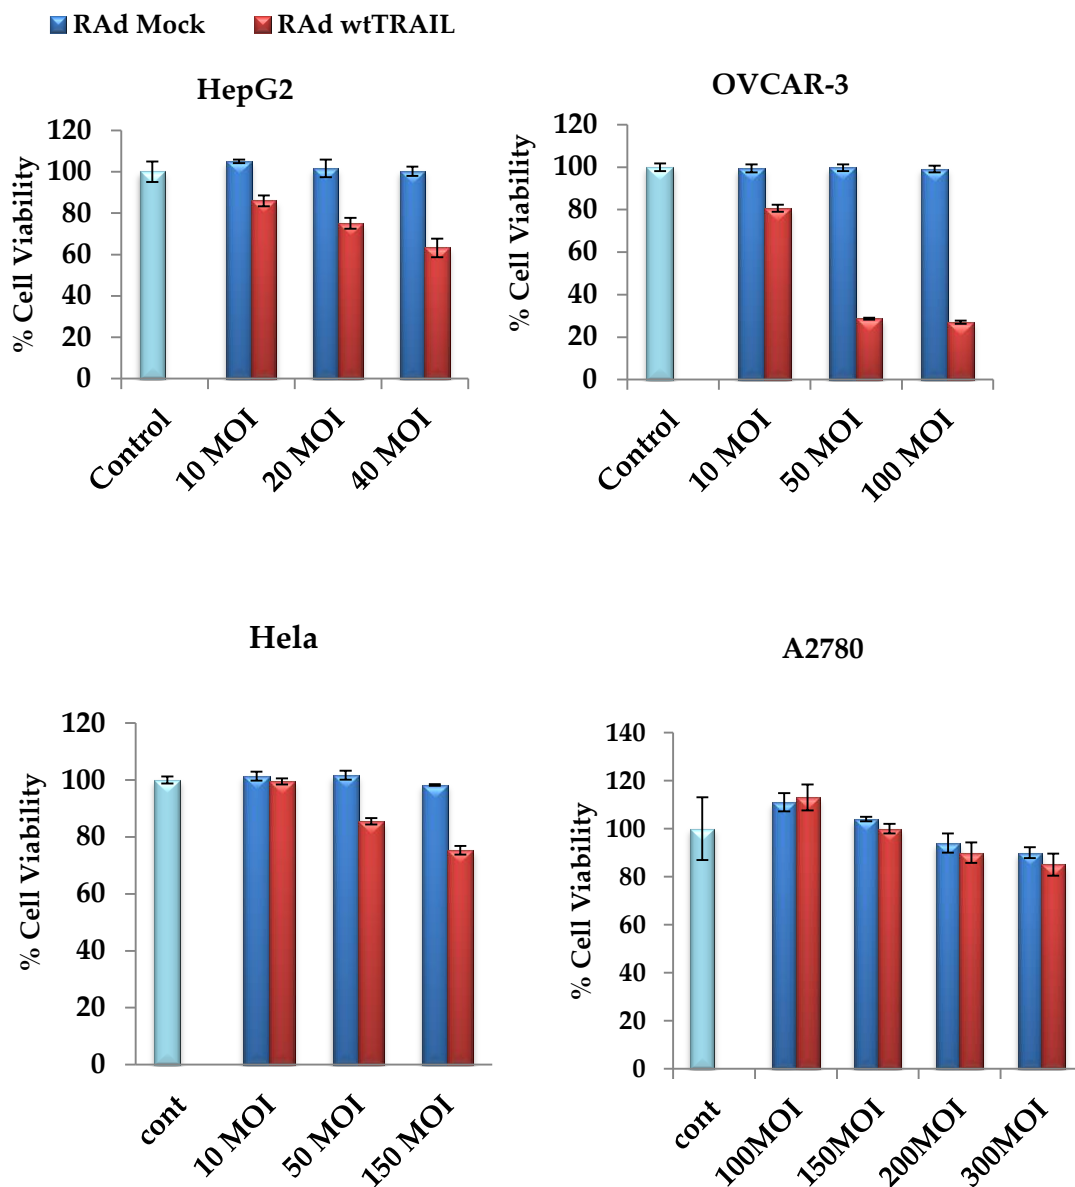 RAd Mock RAd wtTRAIL
HepG2
% Cell Viability
120
100
80
60
40
20
0
Control 10 MOI 20 MOI 40 MOI
OVCAR-3
% Cell Viability
120
100
80
60
40
20
0
Control 10 MOI 50 MOI 100 MOI
Hela
% Cell Viability
120
100
80
60
40
20
0
cont 10 MOI 50 MOI 150 MOI
A2780
% Cell Viability
140
120
100
80
60
40
20
0
cont 100MOI 150MOI 200MOI 300MOI